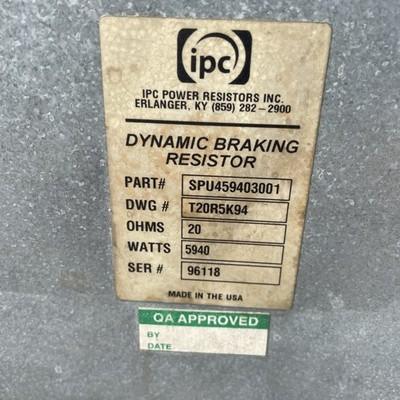 ipc
IPC POWER RESISTORS INC.
ERLANGER, KY (859) 282-2900
DYNAMIC BRAKING
RESISTOR
PART# SPU459403001
DWG # T20R5K94
OHMS 20
WATTS 5940
SER # 96118
MADE IN THE USA
QA APPROVED
BY
DATE